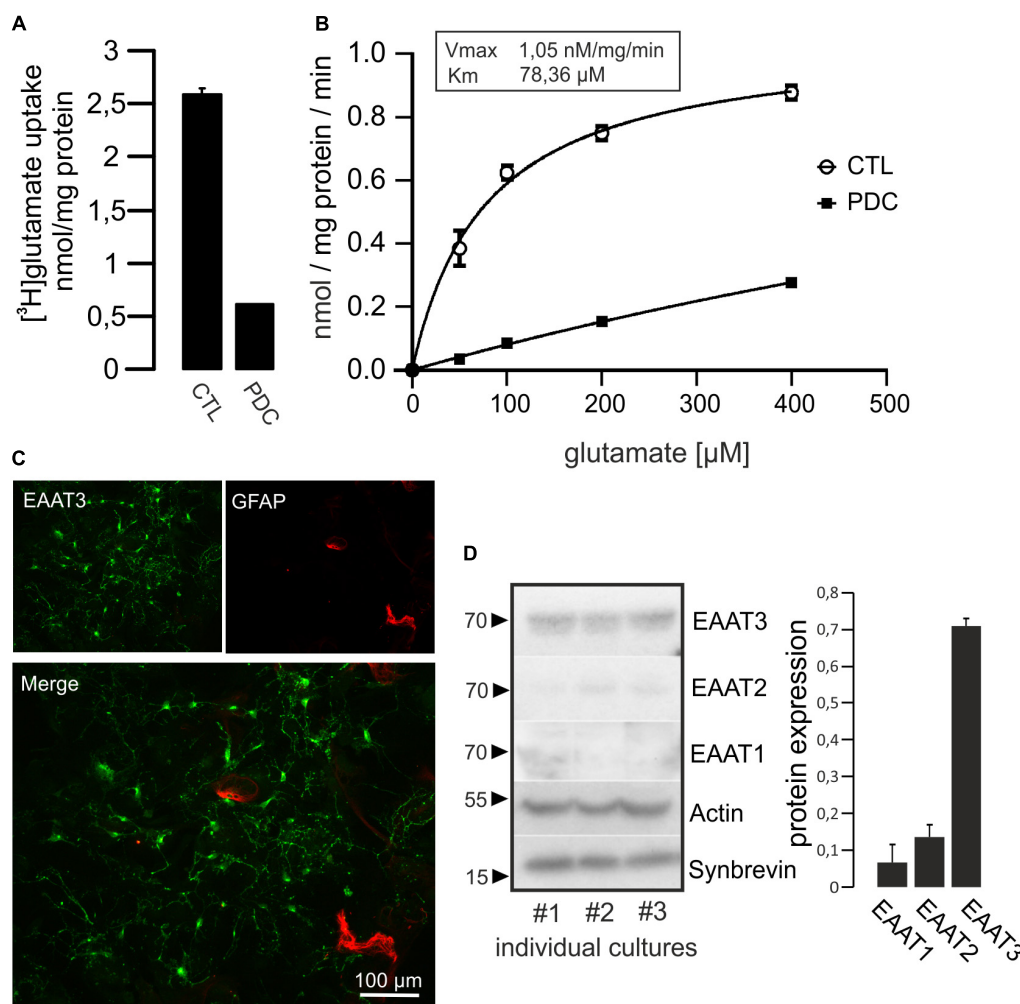 A
[³H]glutamate uptake
nmol/mg protein
3
2,5
2
1,5
1
0,5
0
CTL
PDC
B
Vmax 1,05 nM/mg/min
Km 78,36 µM
nmol / mg protein / min
1.0
0.8
0.6
0.4
0.2
0.0
0 100 200 300 400 500
glutamate [µM]
CTL
PDC
C
EAAT3
GFAP
Merge
100 µm
D
70 EAAT3
70 EAAT2
70 EAAT1
55 Actin
15 Synbrevin
#1 #2 #3
individual cultures
protein expression
0,8
0,7
0,6
0,5
0,4
0,3
0,2
0,1
0
EAAT1
EAAT2
EAAT3